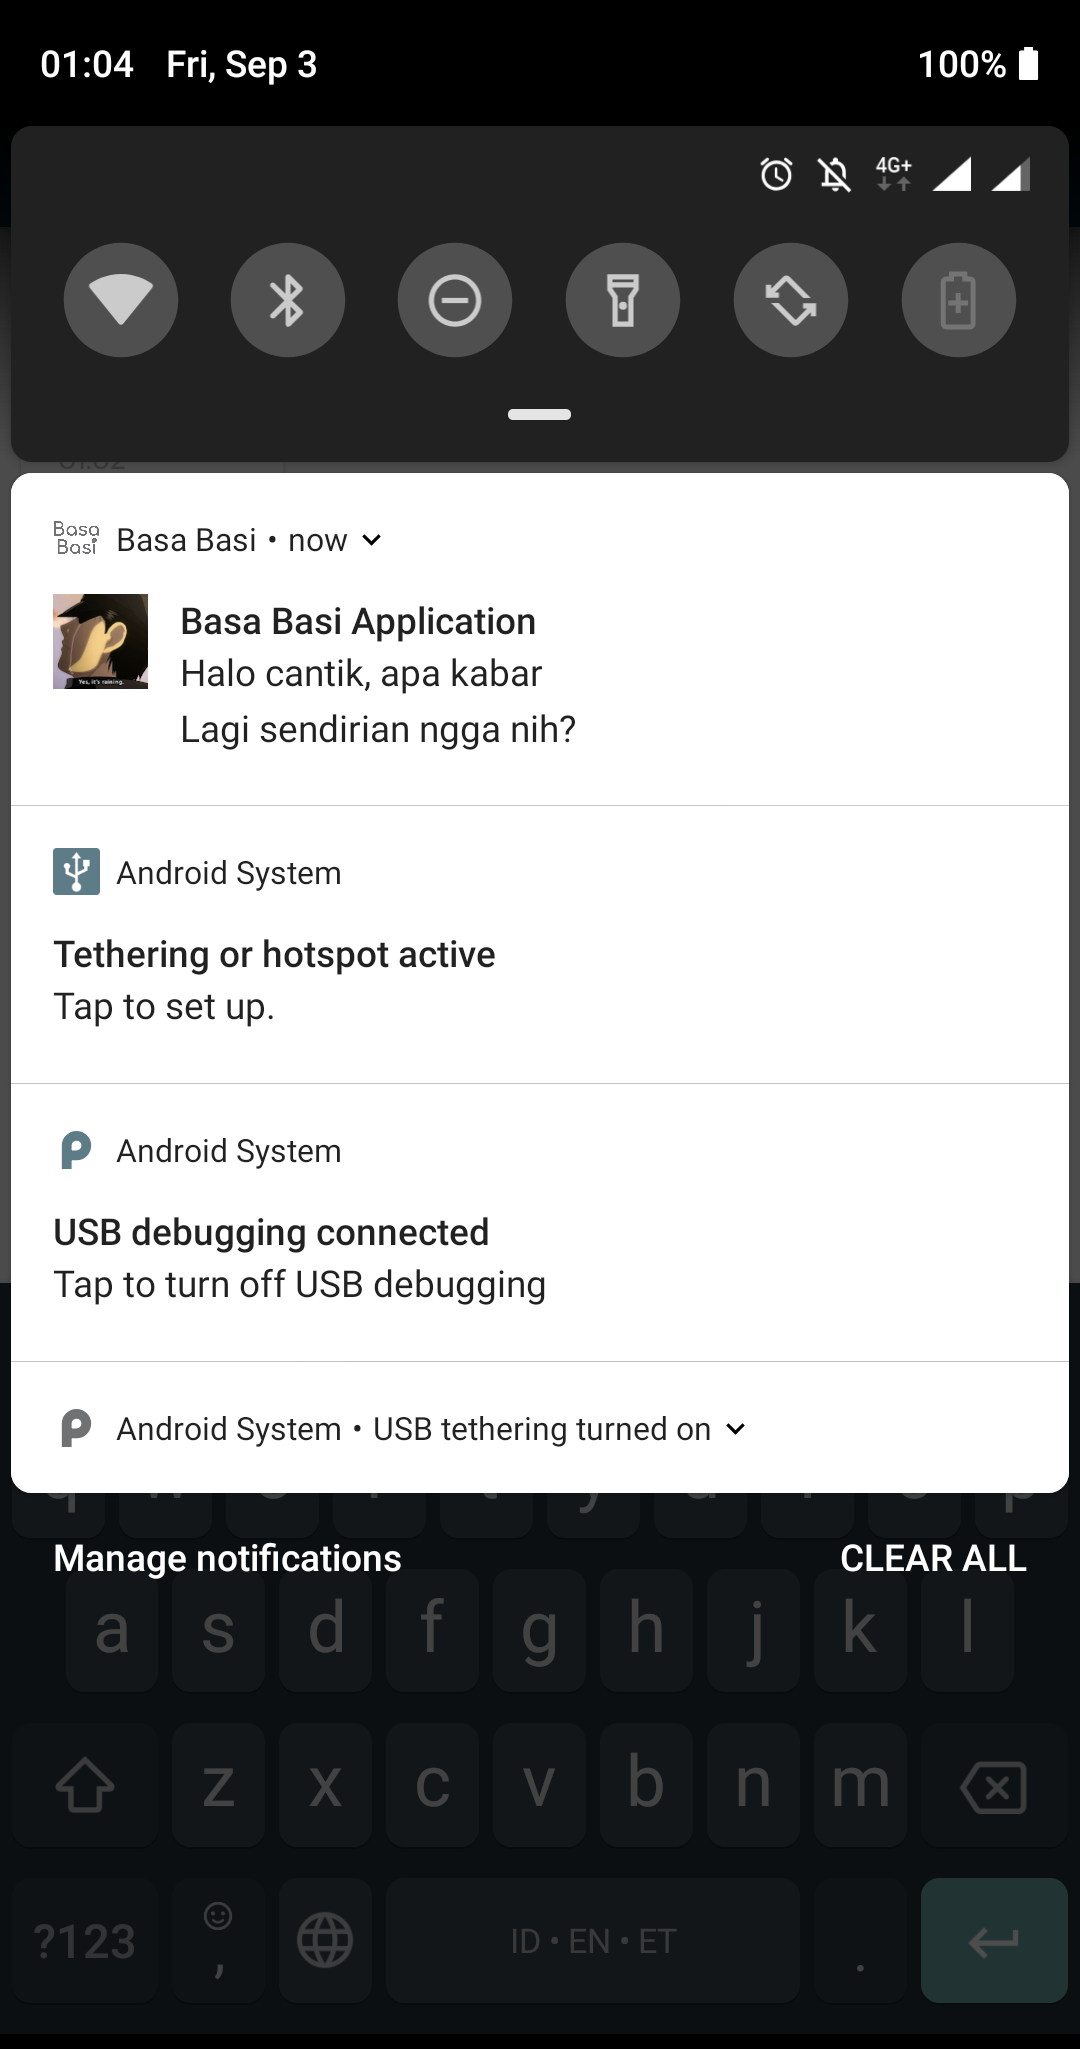 01:04 Fri, Sep 3 100%
4G+
Basa
Basi
Basa Basi • now
Basa Basi Application
Halo cantik, apa kabar
Lagi sendirian ngga nih?
Yes, it's raining.
Android System
Tethering or hotspot active
Tap to set up.
Android System
USB debugging connected
Tap to turn off USB debugging
Android System • USB tethering turned on
Manage notifications CLEAR ALL
a s d f g h j k l
z x c v b n m
?123 , ID • EN • ET .